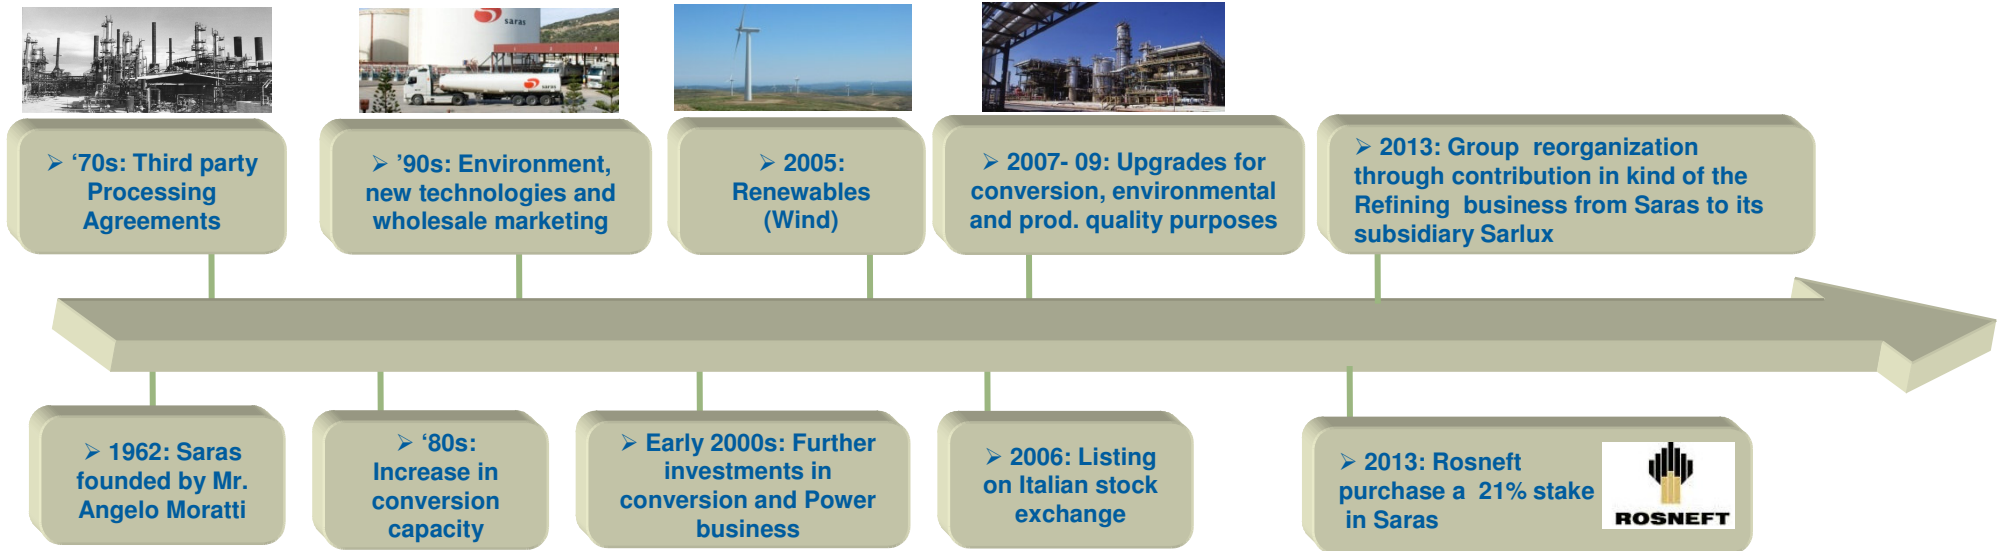 saras
saras
➢ ‘70s: Third party
Processing
Agreements
➢ ’90s: Environment,
new technologies and
wholesale marketing
➢ 2005:
Renewables
(Wind)
➢ 2007- 09: Upgrades for
conversion, environmental
and prod. quality purposes
➢ 2013: Group reorganization
through contribution in kind of the
Refining business from Saras to its
subsidiary Sarlux
➢ 1962: Saras
founded by Mr.
Angelo Moratti
➢ ‘80s:
Increase in
conversion
capacity
➢ Early 2000s: Further
investments in
conversion and Power
business
➢ 2006: Listing
on Italian stock
exchange
➢ 2013: Rosneft
purchase a 21% stake
in Saras
ROSNEFT